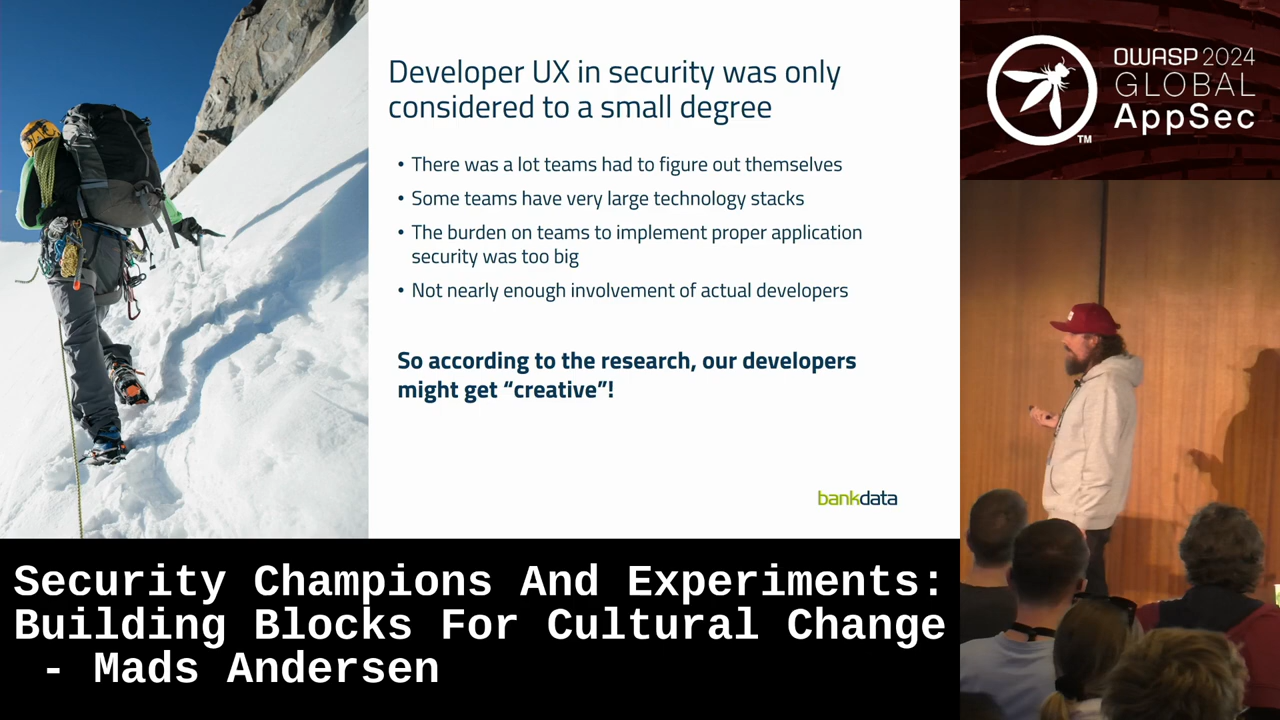 Developer UX in security was only
considered to a small degree
• There was a lot teams had to figure out themselves
• Some teams have very large technology stacks
• The burden on teams to implement proper application
security was too big
• Not nearly enough involvement of actual developers
So according to the research, our developers
might get “creative”!
bankdata
OWASP 2024
GLOBAL
AppSec
TM
Security Champions And Experiments:
Building Blocks For Cultural Change
- Mads Andersen